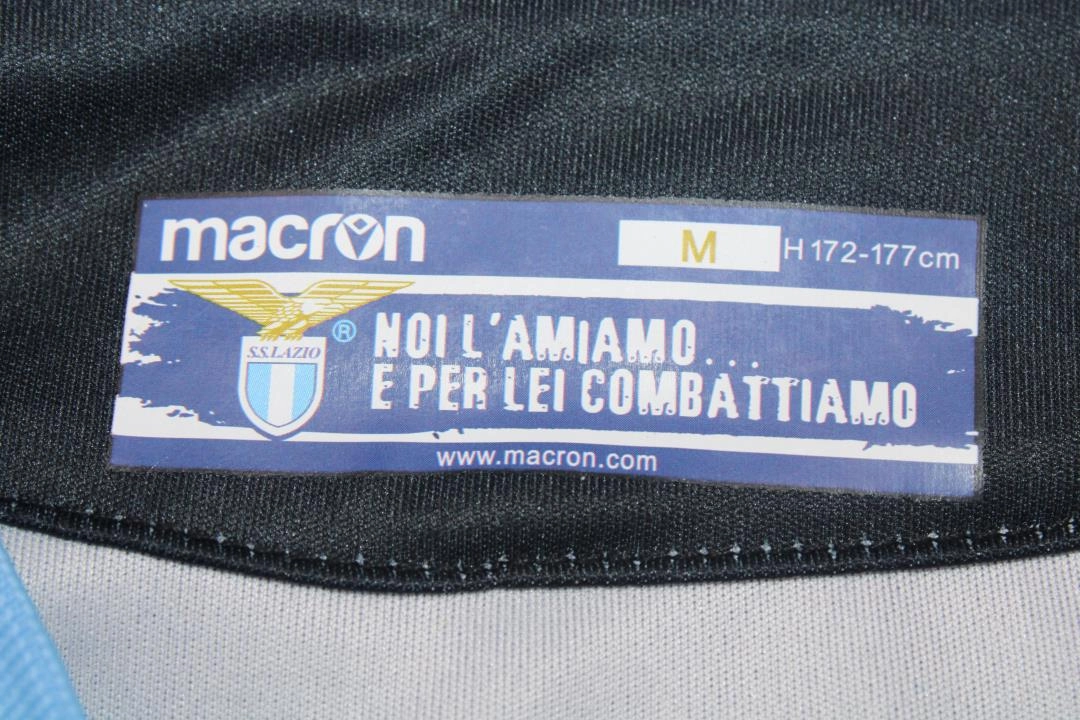 macron
M H 172-177cm
S.S.LAZIO ®
NOI L'AMIAMO...
E PER LEI COMBATTIAMO
www.macron.com